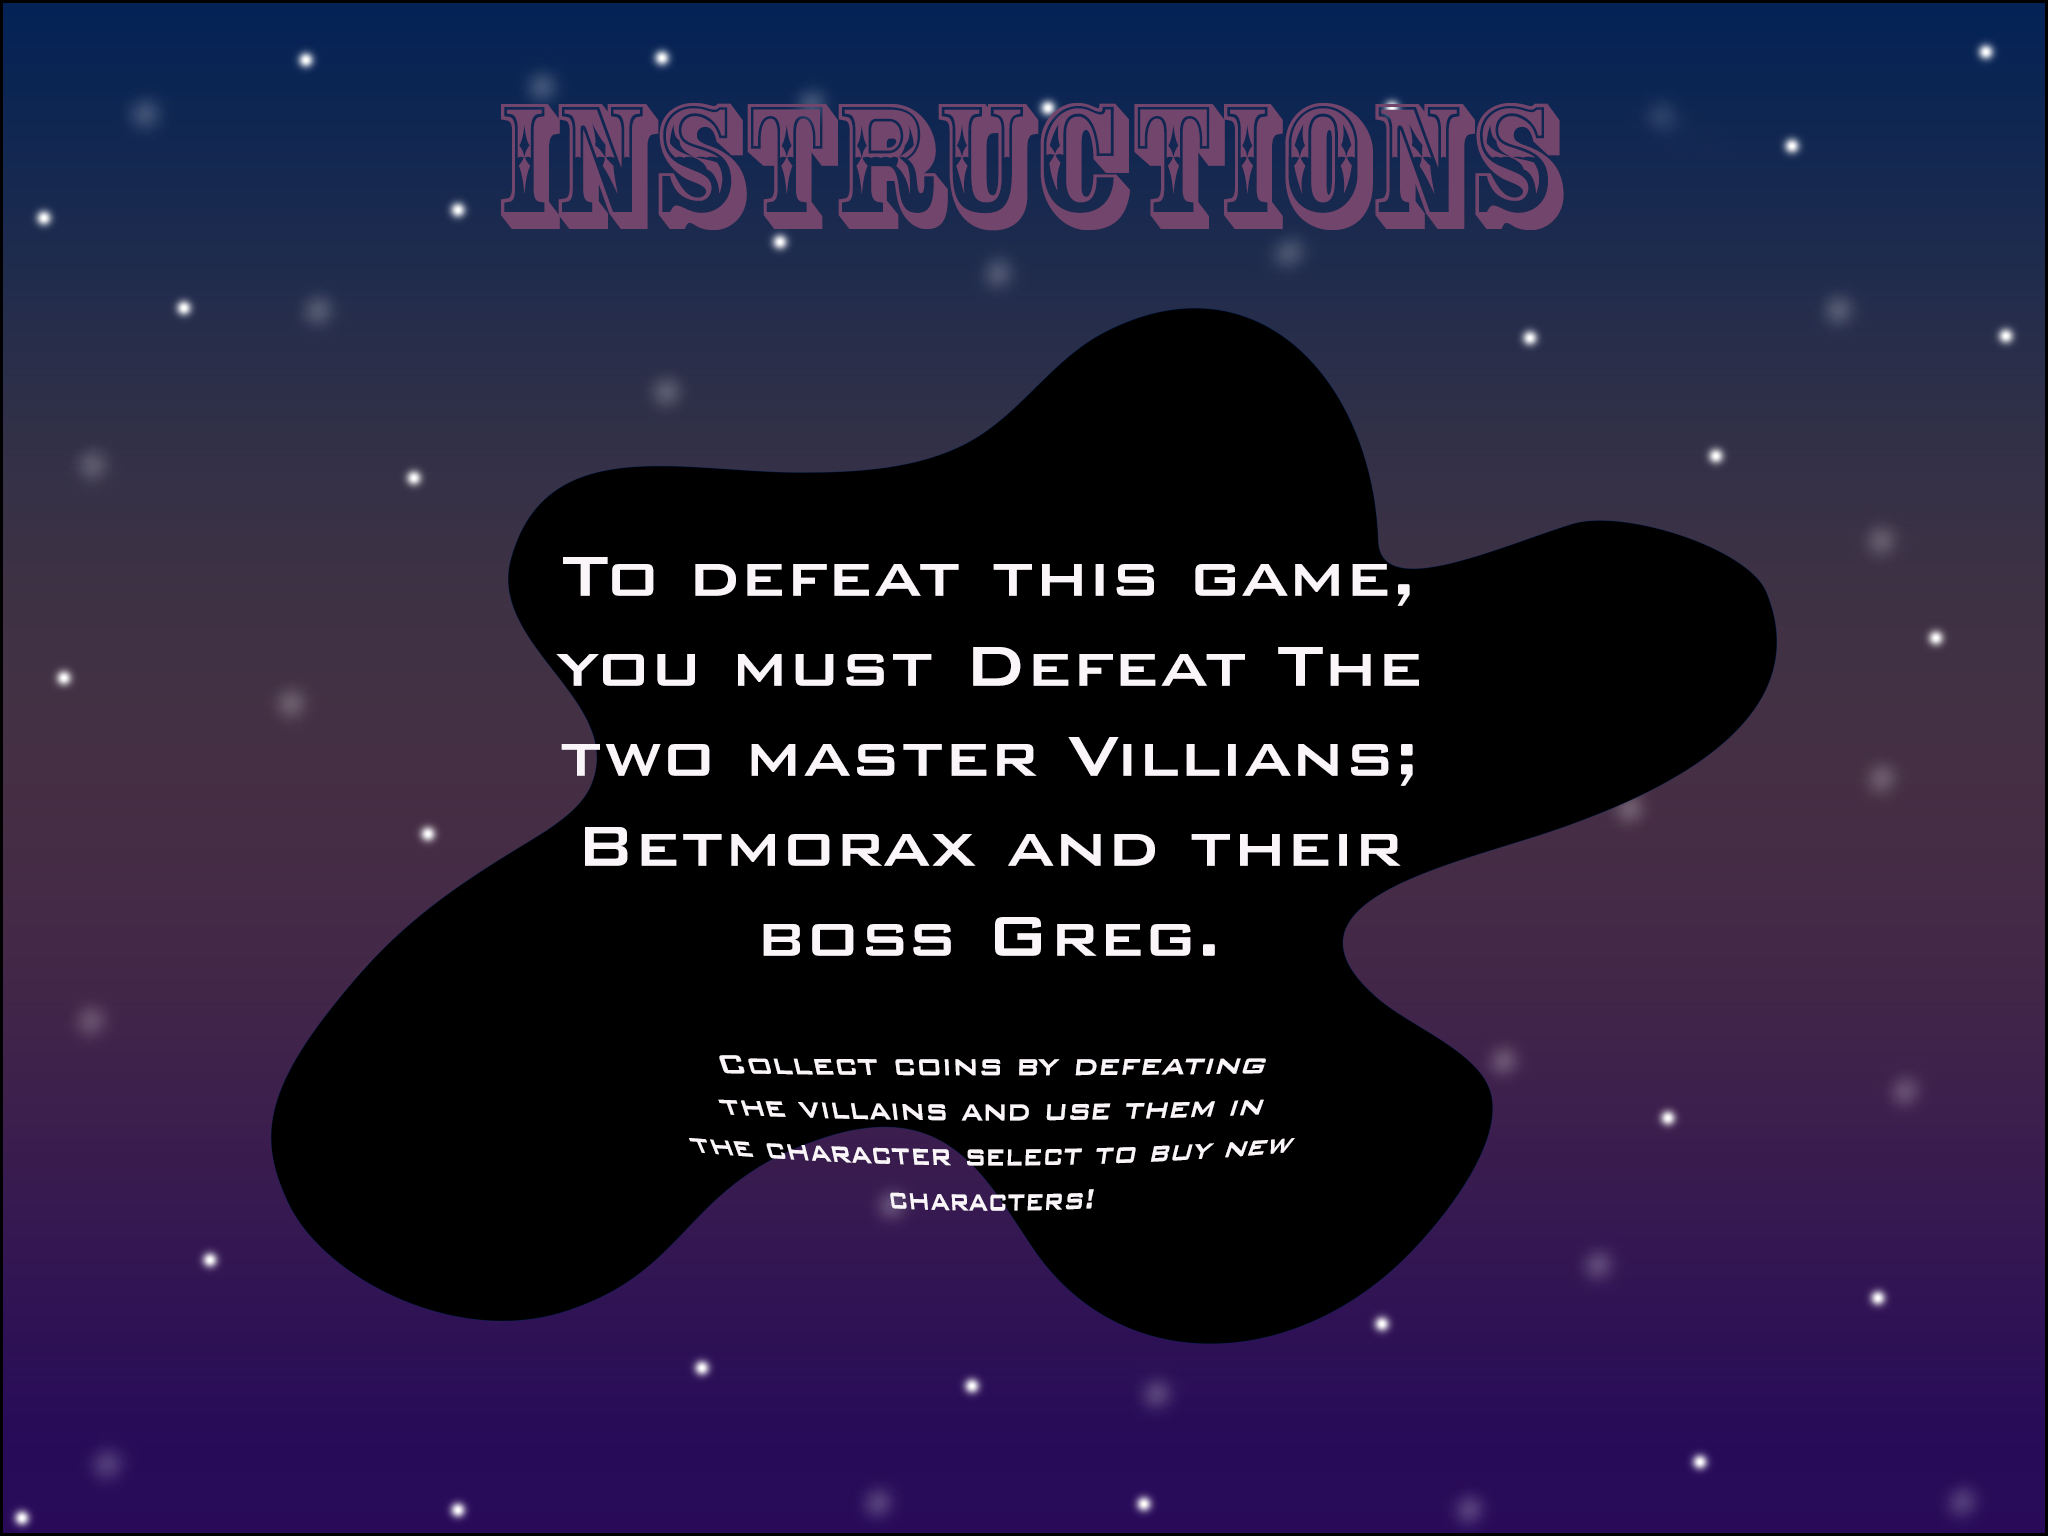 INSTRUCTIONS
To defeat this game,
you must Defeat The
two master Villians;
Betmorax and their
boss Greg.
Collect coins by defeating
the villains and use them in
the character select to buy new
characters!